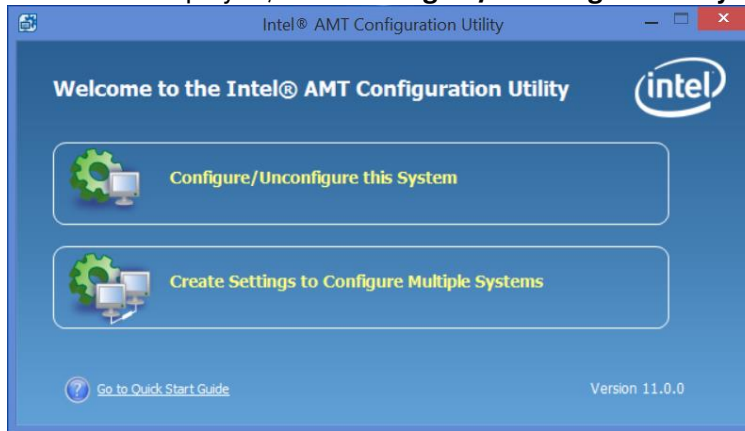 Intel® AMT Configuration Utility
Welcome to the Intel® AMT Configuration Utility
intel
Configure/Unconfigure this System
Create Settings to Configure Multiple Systems
Go to Quick Start Guide
Version 11.0.0